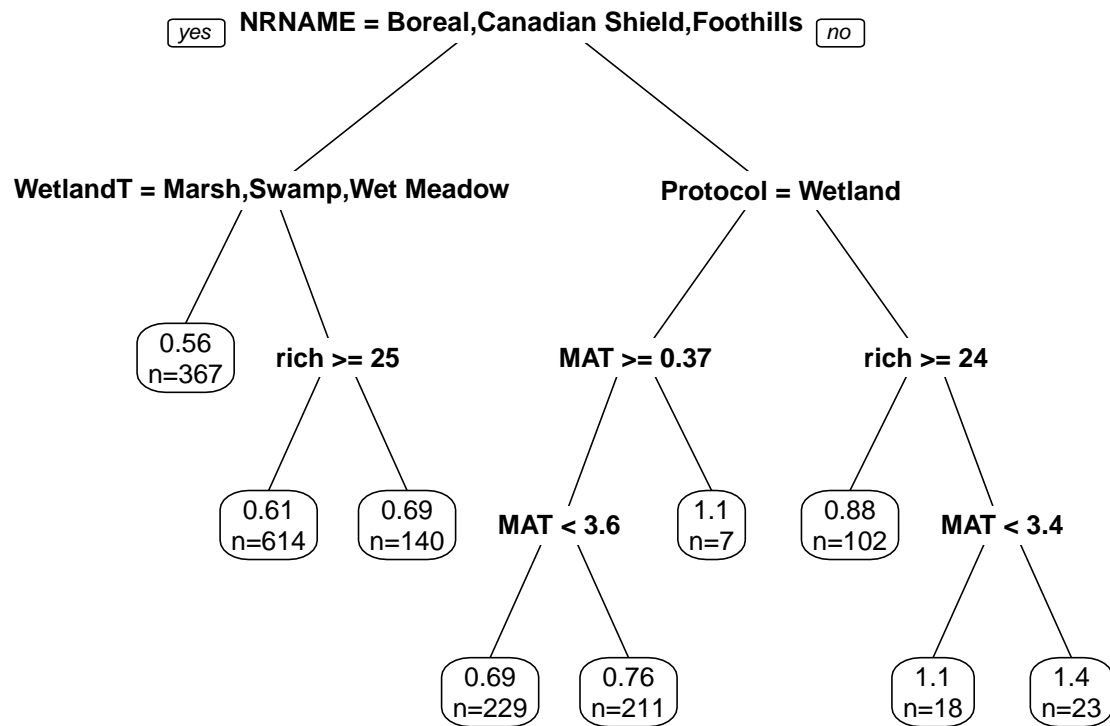 yes
NRNAME = Boreal,Canadian Shield,Foothills
no
WetlandT = Marsh,Swamp,Wet Meadow
Protocol = Wetland
0.56
n=367
rich >= 25
MAT >= 0.37
rich >= 24
0.61
n=614
0.69
n=140
MAT < 3.6
1.1
n=7
0.88
n=102
MAT < 3.4
0.69
n=229
0.76
n=211
1.1
n=18
1.4
n=23